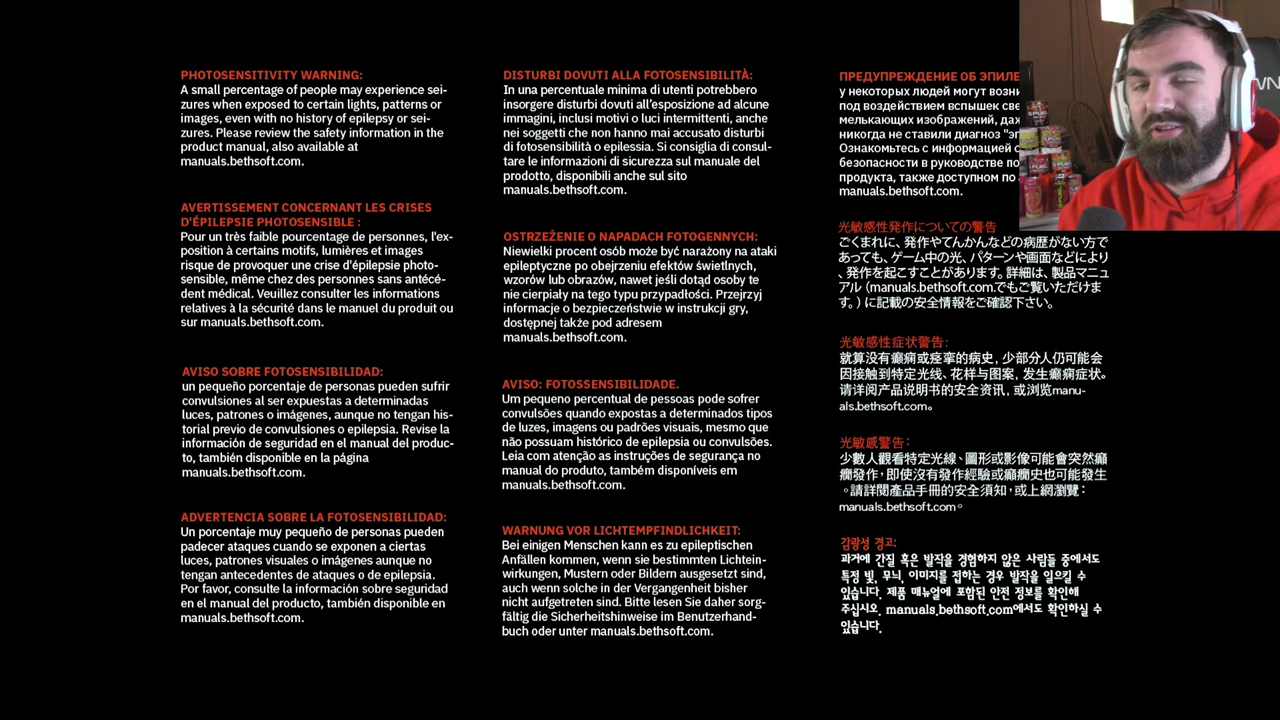 PHOTOSENSITIVITY WARNING:
A small percentage of people may experience sei-
zures when exposed to certain lights, patterns or
images, even with no history of epilepsy or sei-
zures. Please review the safety information in the
product manual, also available at
manuals.bethsoft.com.
AVERTISSEMENT CONCERNANT LES CRISES
D'ÉPILEPSIE PHOTOSENSIBLE :
Pour un très faible pourcentage de personnes, l'ex-
position à certains motifs, lumières et images
risque de provoquer une crise d'épilepsie photo-
sensible, même chez des personnes sans antécé-
dent médical. Veuillez consulter les informations
relatives à la sécurité dans le manuel du produit ou
sur manuals.bethsoft.com.
AVISO SOBRE FOTOSENSIBILIDAD:
un pequeño porcentaje de personas pueden sufrir
convulsiones al ser expuestas a determinadas
luces, patrones o imágenes, aunque no tengan his-
torial previo de convulsiones o epilepsia. Revise la
información de seguridad en el manual del produc-
to, también disponible en la página
manuals.bethsoft.com.
ADVERTENCIA SOBRE LA FOTOSENSIBILIDAD:
Un porcentaje muy pequeño de personas pueden
padecer ataques cuando se exponen a ciertas
luces, patrones visuales o imágenes aunque no
tengan antecedentes de ataques o de epilepsia.
Por favor, consulte la información sobre seguridad
en el manual del producto, también disponible en
manuals.bethsoft.com.
DISTURBI DOVUTI ALLA FOTOSENSIBILITÀ:
In una percentuale minima di utenti potrebbero
insorgere disturbi dovuti all'esposizione ad alcune
immagini, inclusi motivi o luci intermittenti, anche
nei soggetti che non hanno mai accusato disturbi
di fotosensibilità o epilessia. Si consiglia di consul-
tare le informazioni di sicurezza sul manuale del
prodotto, disponibili anche sul sito
manuals.bethsoft.com.
OSTRZEŻENIE O NAPADACH FOTOGENNYCH:
Niewielki procent osób może być narażony na ataki
epileptyczne po obejrzeniu efektów świetlnych,
wzorów lub obrazów, nawet jeśli dotąd osoby te
nie cierpiały na tego typu przypadłości. Przejrzyj
informacje o bezpieczeństwie w instrukcji gry,
dostępnej także pod adresem
manuals.bethsoft.com.
AVISO: FOTOSSENSIBILIDADE.
Um pequeno percentual de pessoas pode sofrer
convulsões quando expostas a determinados tipos
de luzes, imagens ou padrões visuais, mesmo que
não possuam histórico de epilepsia ou convulsões.
Leia com atenção as instruções de segurança no
manual do produto, também disponíveis em
manuals.bethsoft.com.
WARNUNG VOR LICHTEMPFINDLICHKEIT:
Bei einigen Menschen kann es zu epileptischen
Anfällen kommen, wenn sie bestimmten Lichtein-
wirkungen, Mustern oder Bildern ausgesetzt sind,
auch wenn solche in der Vergangenheit bisher
nicht aufgetreten sind. Bitte lesen Sie daher sorg-
fältig die Sicherheitshinweise im Benutzerhand-
buch oder unter manuals.bethsoft.com.
ПРЕДУПРЕЖДЕНИЕ ОБ ЭПИЛЕ
у некоторых людей могут возни
под воздействием вспышек све
мелькающих изображений, даж
никогда не ставили диагноз "эп
Ознакомьтесь с информацией о
безопасности в руководстве по
продукта, также доступном по
manuals.bethsoft.com.
光敏感性発作についての警告
ごくまれに、発作やてんかんなどの病歴がない方で
あっても、ゲーム中の光、パターンや画面などにより
、発作を起こすことがあります。詳細は、製品マニュ
アル (manuals.bethsoft.comでもご覧いただけま
す。) に記載の安全情報をご確認下さい。
光敏感性症状警告：
就算没有癫痫或痉挛的病史, 少部分人仍可能会
因接触到特定光线、花样与图案, 发生癫痫症状。
请详阅产品说明书的安全资讯, 或浏览manu-
als.bethsoft.com。
光敏感警告：
少數人觀看特定光線、圖形或影像可能會突然癲
癇發作, 即使沒有發作經驗或癲癇史也可能發生
。請詳閱產品手冊的安全須知, 或上網瀏覽：
manuals.bethsoft.com。
감광성 경고:
과거에 간질 혹은 발작을 경험하지 않은 사람들 중에서도
특정 빛, 무늬, 이미지를 접하는 경우 발작을 일으킬 수
있습니다. 제품 매뉴얼에 포함된 안전 정보를 확인해
주십시오. manuals.bethsoft.com에서도 확인하실 수
있습니다.